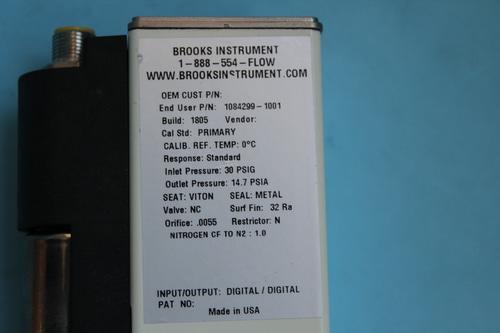 BROOKS INSTRUMENT
1-888-554-FLOW
WWW.BROOKSINSTRUMENT.COM
OEM CUST P/N:
End User P/N: 1084299-1001
Build: 1805 Vendor:
Cal Std: PRIMARY
CALIB. REF. TEMP: 0°C
Response: Standard
Inlet Pressure: 30 PSIG
Outlet Pressure: 14.7 PSIA
SEAT: VITON SEAL: METAL
Valve: NC Surf Fin: 32 Ra
Orifice: .0055 Restrictor: N
NITROGEN CF TO N2 : 1.0
INPUT/OUTPUT: DIGITAL / DIGITAL
PAT NO:
Made in USA